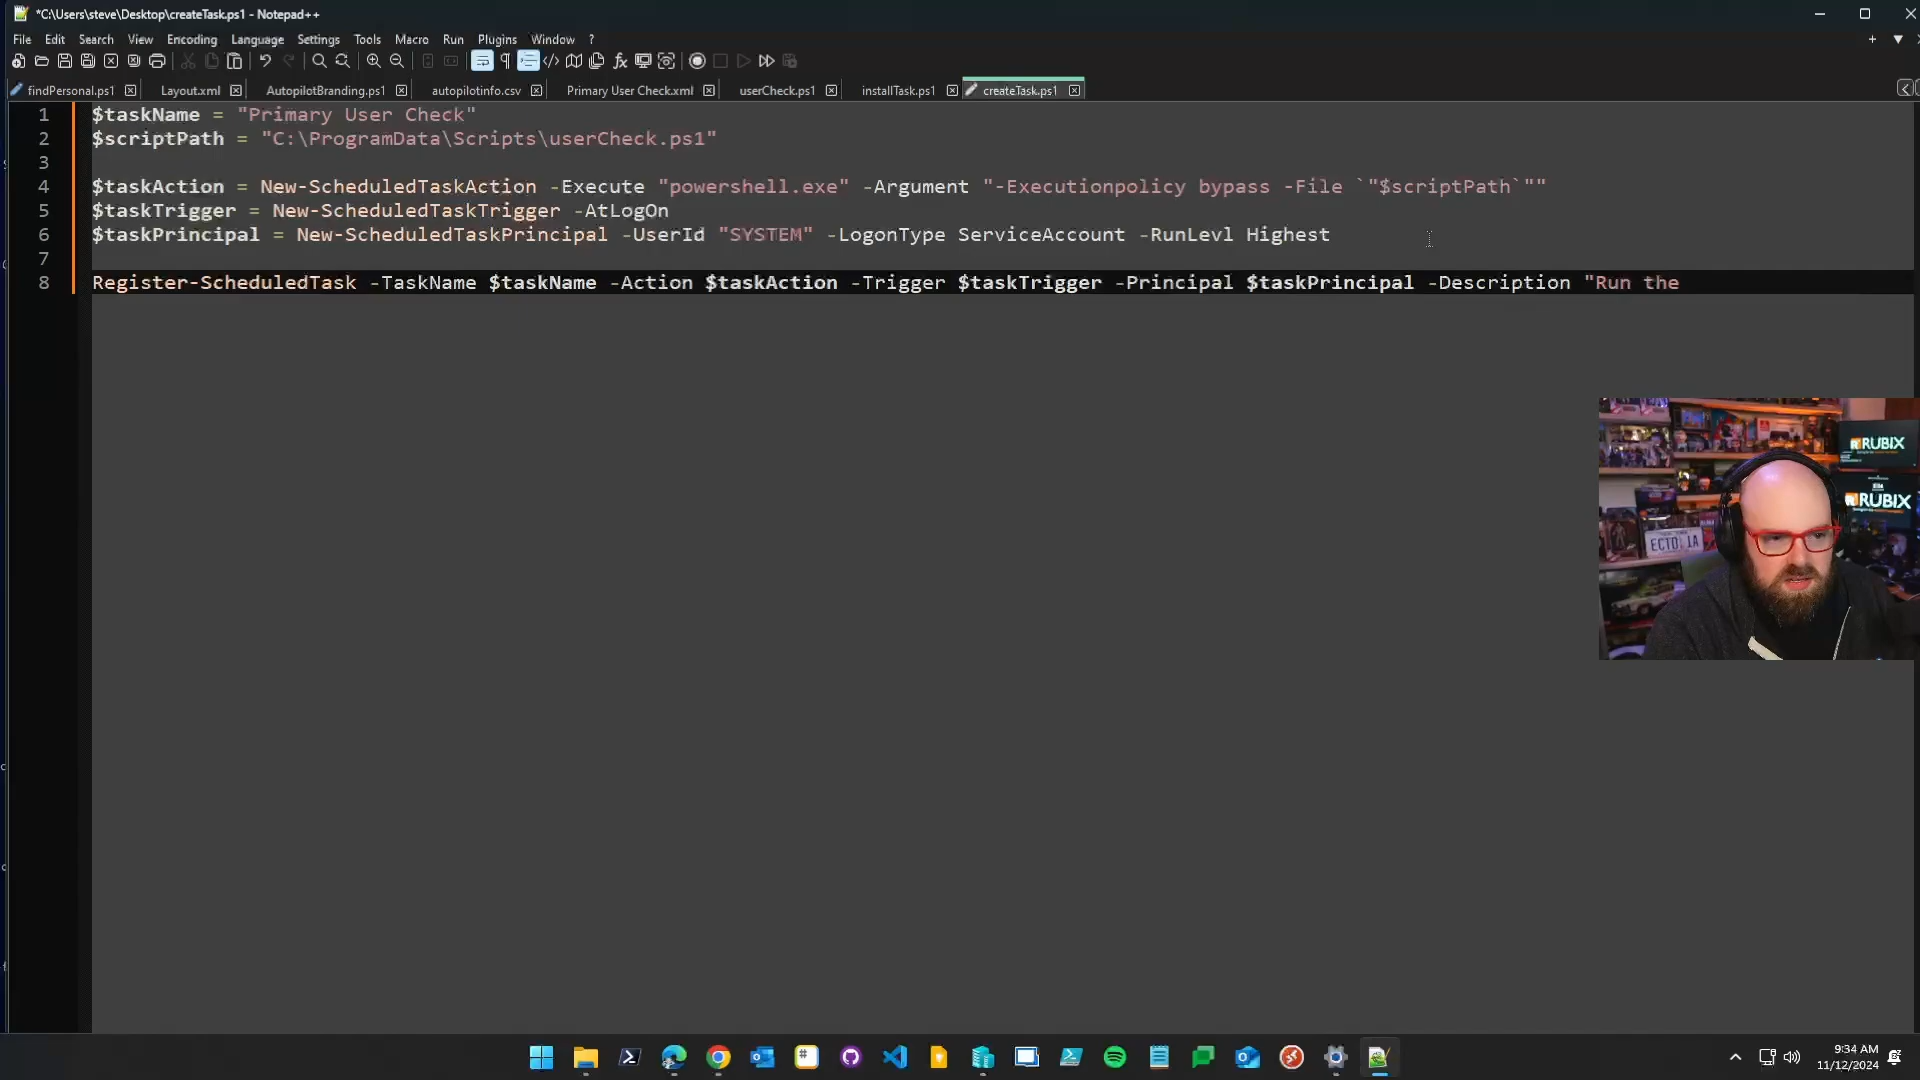 *C:\Users\steve\Desktop\createTask.ps1 - Notepad++
File Edit Search View Encoding Language Settings Tools Macro Run Plugins Window ?
findPersonal.ps1 Layout.xml AutopilotBranding.ps1 autopilotinfo.csv Primary User Check.xml userCheck.ps1 installTask.ps1 createTask.ps1
1 $taskName = "Primary User Check"
2 $scriptPath = "C:\ProgramData\Scripts\userCheck.ps1"
3
4 $taskAction = New-ScheduledTaskAction -Execute "powershell.exe" -Argument "-Executionpolicy bypass -File `"$scriptPath`""
5 $taskTrigger = New-ScheduledTaskTrigger -AtLogOn
6 $taskPrincipal = New-ScheduledTaskPrincipal -UserId "SYSTEM" -LogonType ServiceAccount -RunLevl Highest
7
8 Register-ScheduledTask -TaskName $taskName -Action $taskAction -Trigger $taskTrigger -Principal $taskPrincipal -Description "Run the
RUBIX
RUBIX
ECTO-1A
9:34 AM
11/12/2024